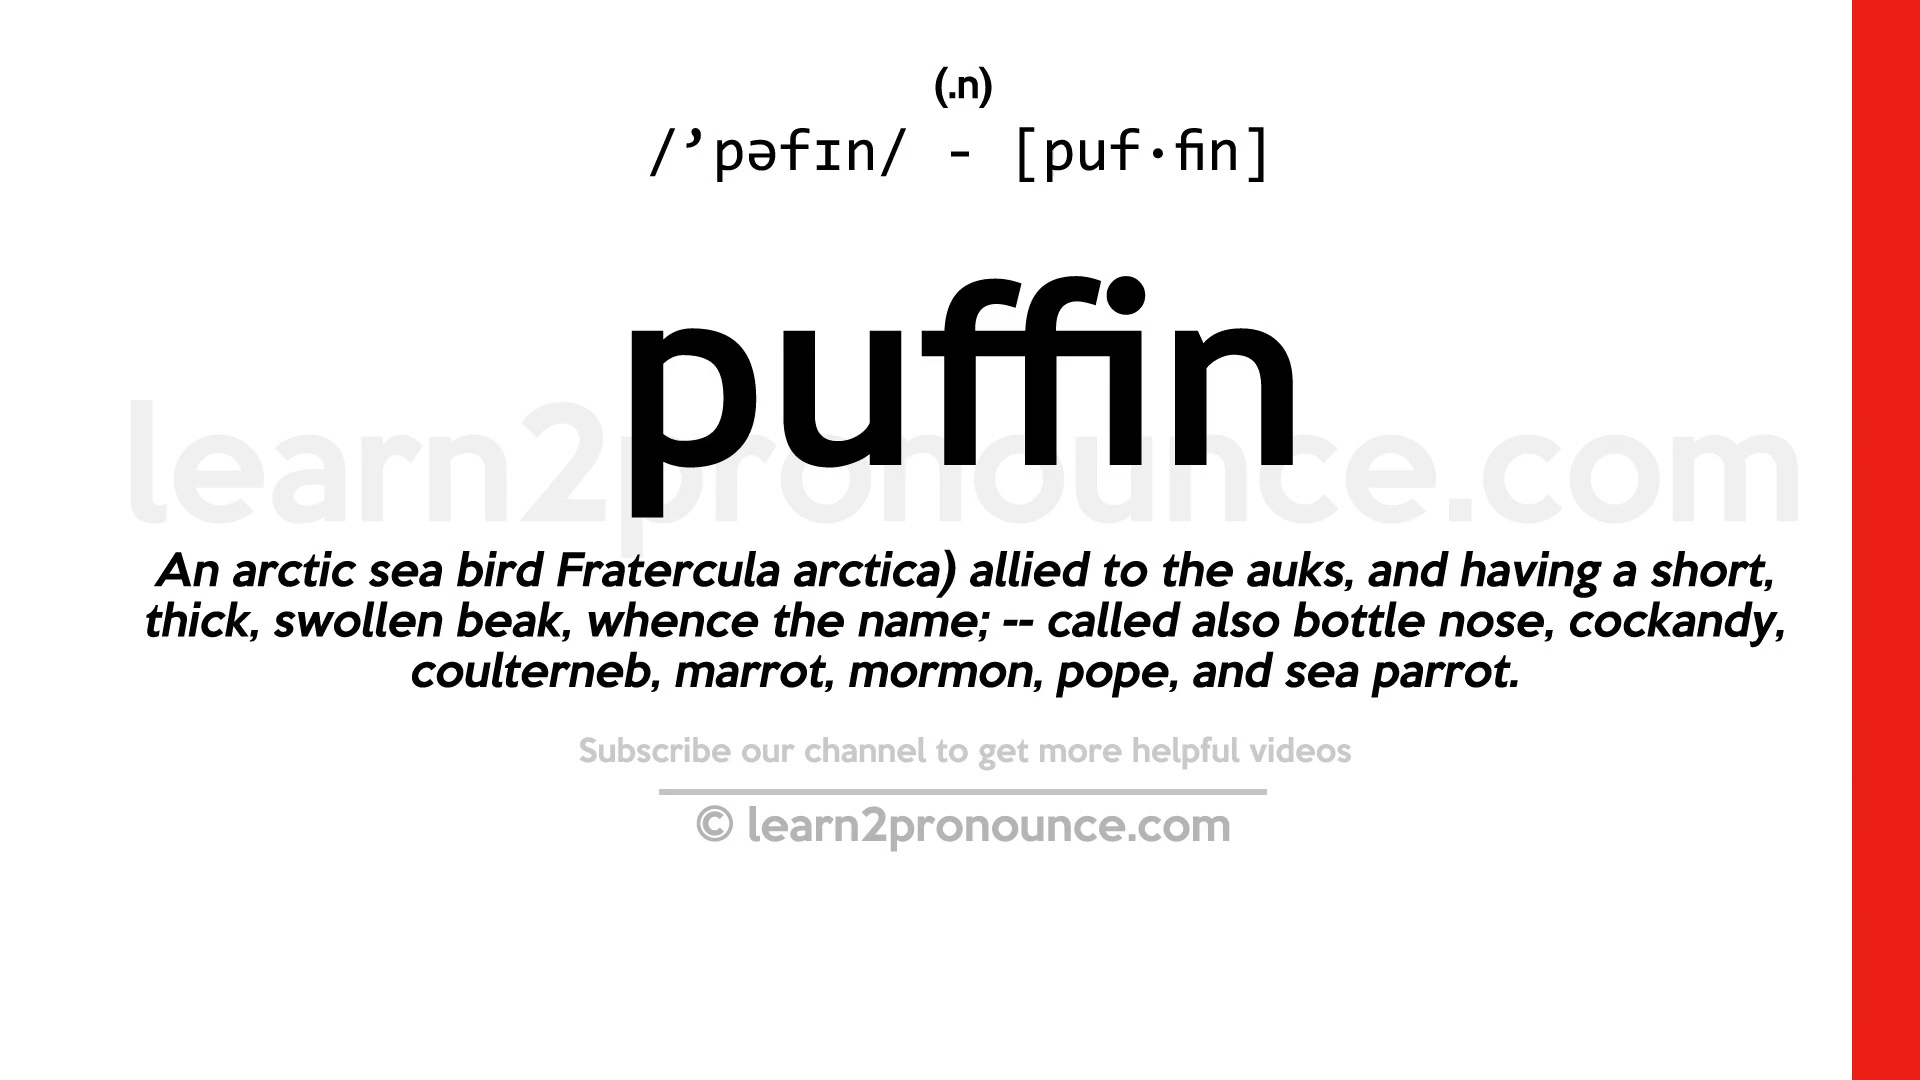 (.n)
/’pəfɪn/ - [puf·fin]
puffin
learn2pronounce.com
An arctic sea bird Fratercula arctica) allied to the auks, and having a short,
thick, swollen beak, whence the name; -- called also bottle nose, cockandy,
coulterneb, marrot, mormon, pope, and sea parrot.
Subscribe our channel to get more helpful videos
© learn2pronounce.com